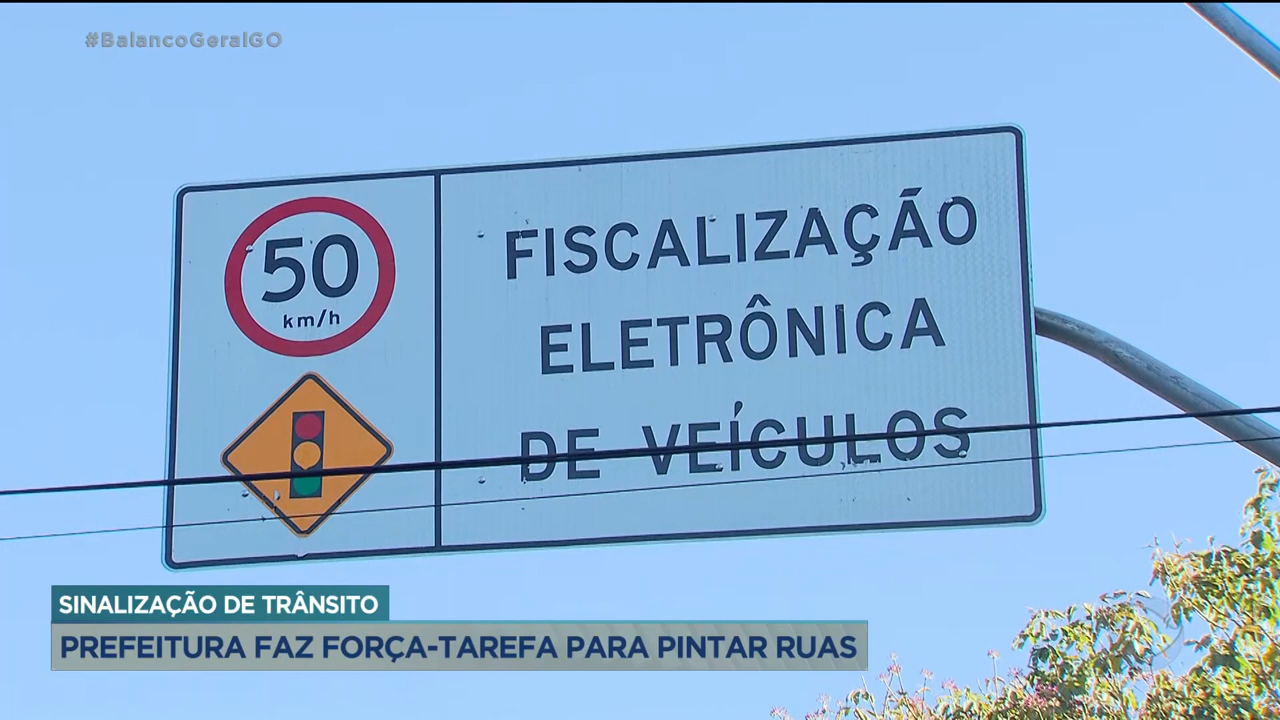 #BalancoGeralGO
50
km/h
FISCALIZAÇÃO
ELETRÔNICA
DE VEÍCULOS
SINALIZAÇÃO DE TRÂNSITO
PREFEITURA FAZ FORÇA-TAREFA PARA PINTAR RUAS